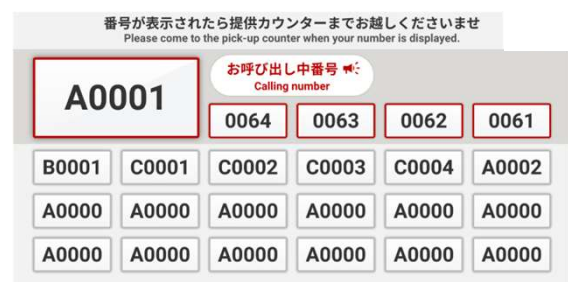 番号が表示されたら提供カウンターまでお越しくださいませ
Please come to the pick-up counter when your number is displayed.
A0001
お呼び出し中番号
Calling number
0064 0063 0062 0061
B0001 C0001 C0002 C0003 C0004 A0002
A0000 A0000 A0000 A0000 A0000 A0000
A0000 A0000 A0000 A0000 A0000 A0000